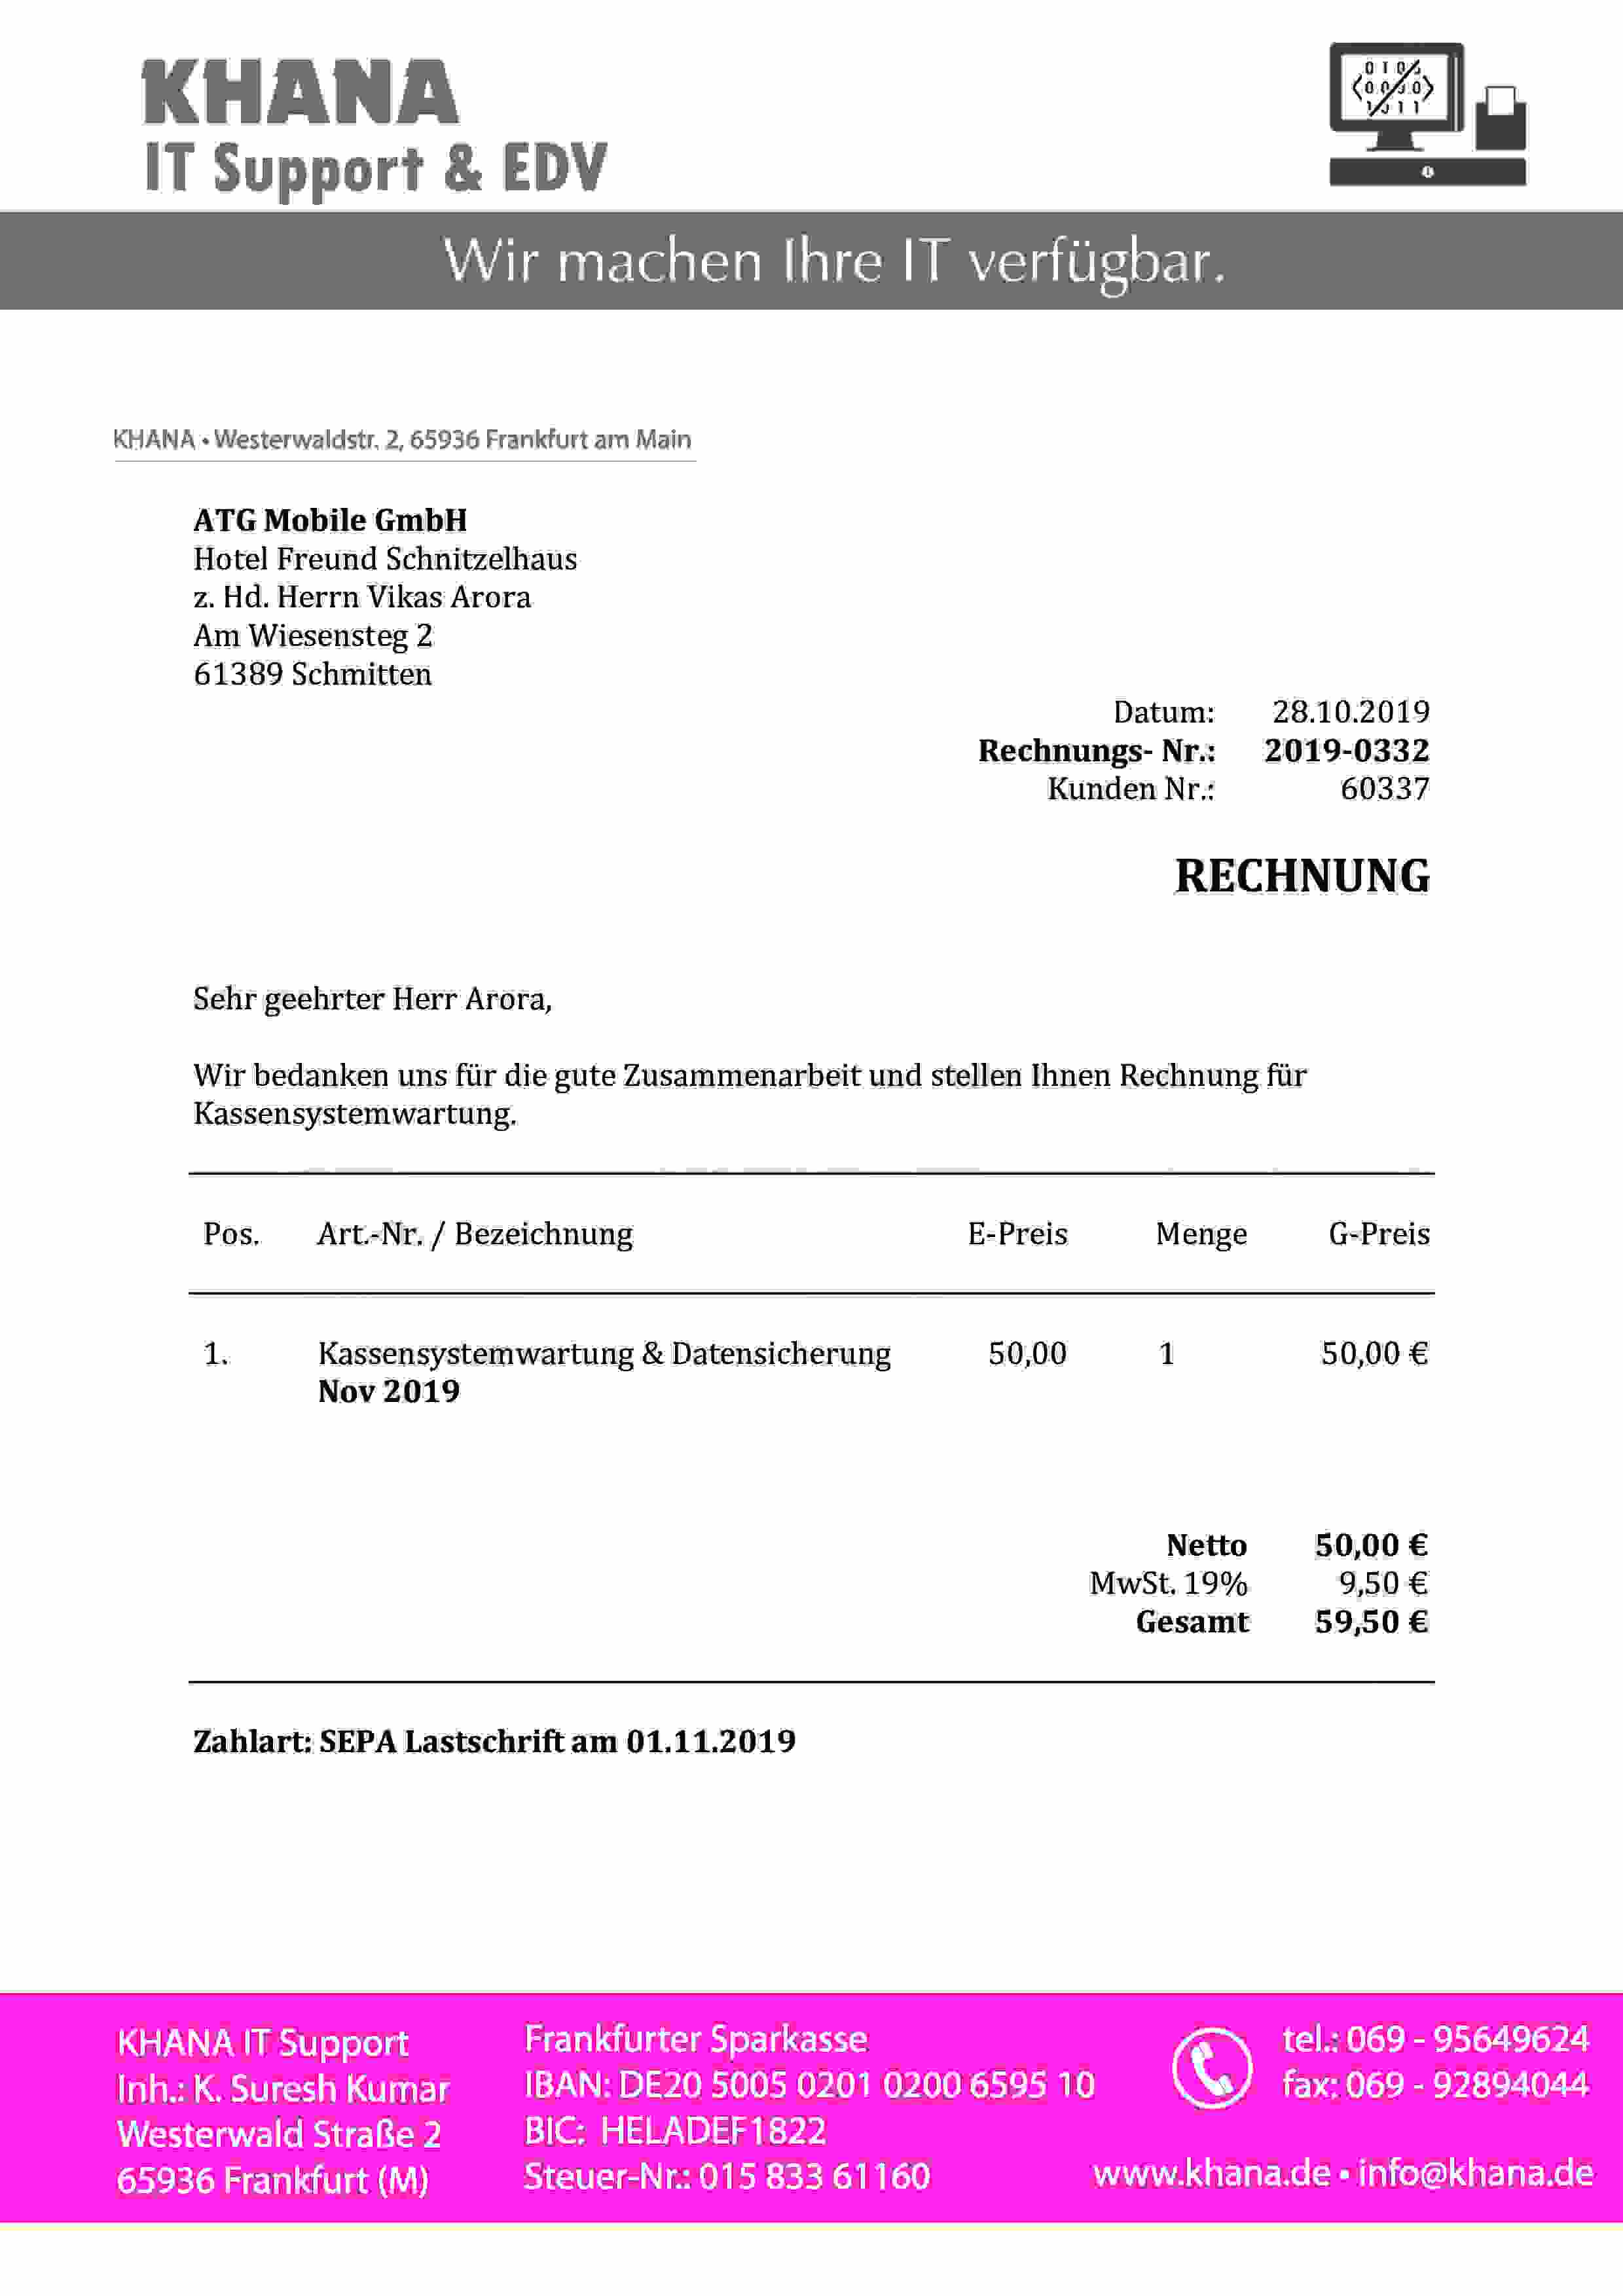 KHANA
IT Support & EDV
Wir machen Ihre IT verfügbar.
KHANA • Westerwaldstr. 2, 65936 Frankfurt am Main
ATG Mobile GmbH
Hotel Freund Schnitzelhaus
z. Hd. Herrn Vikas Arora
Am Wiesensteg 2
61389 Schmitten
Datum: 28.10.2019
Rechnungs- Nr.: 2019-0332
Kunden Nr.: 60337
RECHNUNG
Sehr geehrter Herr Arora,
Wir bedanken uns für die gute Zusammenarbeit und stellen Ihnen Rechnung für
Kassensystemwartung.
Pos. Art.-Nr. / Bezeichnung E-Preis Menge G-Preis
1. Kassensystemwartung & Datensicherung 50,00 1 50,00 €
Nov 2019
Netto 50,00 €
MwSt. 19% 9,50 €
Gesamt 59,50 €
Zahlart: SEPA Lastschrift am 01.11.2019
KHANA IT Support
Inh.: K. Suresh Kumar
Westerwald Straße 2
65936 Frankfurt (M)
Frankfurter Sparkasse
IBAN: DE20 5005 0201 0200 6595 10
BIC: HELADEF1822
Steuer-Nr.: 015 833 61160
tel.: 069 - 95649624
fax: 069 - 92894044
www.khana.de • info@khana.de